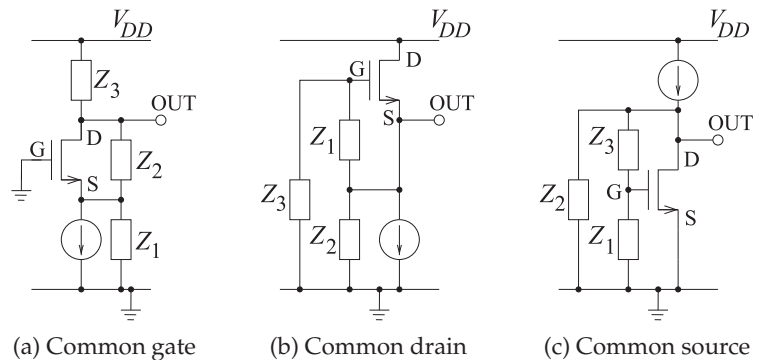 V_DD V_DD V_DD
Z_3 OUT G D S Z_2 Z_1
G D S OUT Z_1 Z_3 Z_2
OUT Z_3 D G S Z_2 Z_1
(a) Common gate
(b) Common drain
(c) Common source